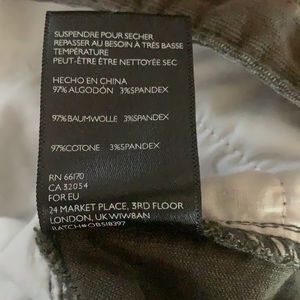 SUSPENDRE POUR SECHER
REPASSER AU BESOIN À TRÈS BASSE
TEMPÉRATURE
PEUT-ÊTRE ÊTRE NETTOYÉE SEC
HECHO EN CHINA
97% ALGODÓN 3%SPANDEX
97%BAUMWOLLE 3%SPANDEX
97%COTONE 3%SPANDEX
RN 66170
CA 32054
FOR EU
24 MARKET PLACE, 3RD FLOOR
LONDON, UK W1W8AN
BATCH# OBS18397